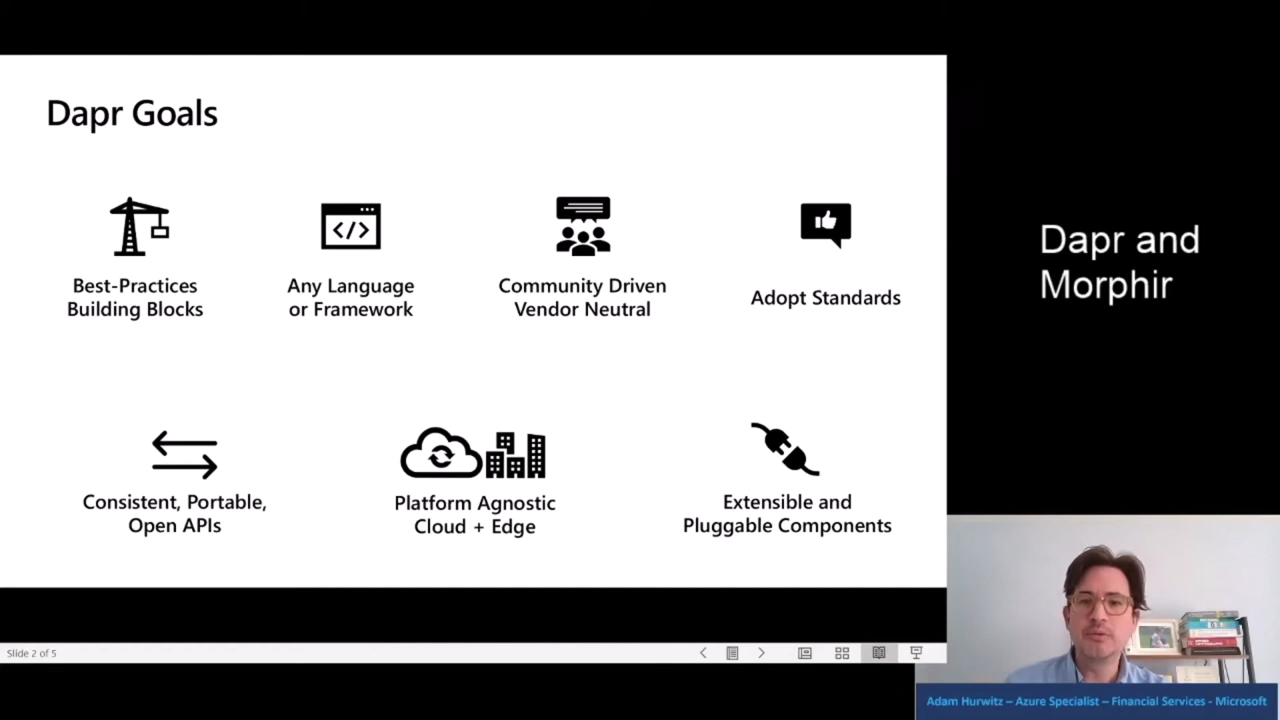 Dapr Goals
Best-Practices
Building Blocks
Any Language
or Framework
Community Driven
Vendor Neutral
Adopt Standards
Consistent, Portable,
Open APIs
Platform Agnostic
Cloud + Edge
Extensible and
Pluggable Components
Slide 2 of 5
Dapr and
Morphir
Adam Hurwitz – Azure Specialist – Financial Services - Microsoft